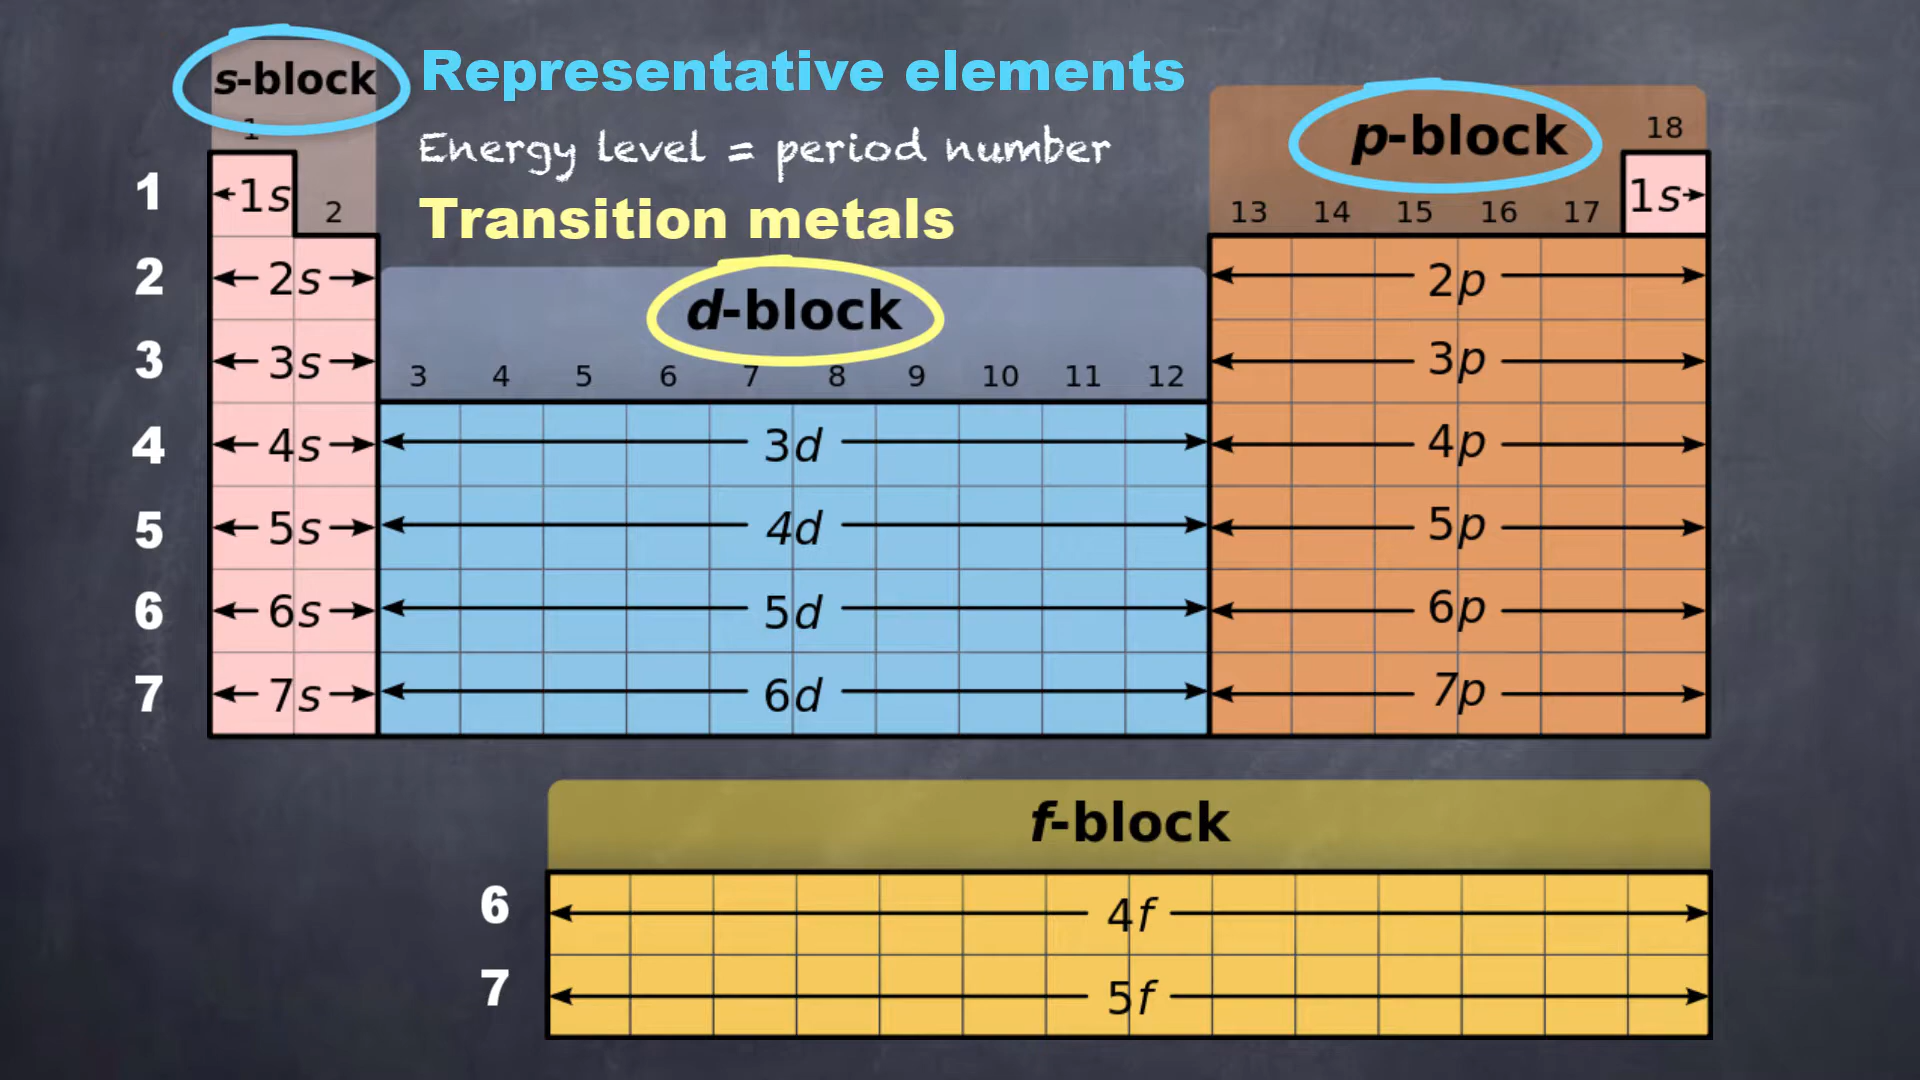 s-block
Representative elements
Energy level = period number
Transition metals
p-block
1
18
1
1s
2
13 14 15 16 17
1s
2
2s
d-block
2p
3
3s
3 4 5 6 7 8 9 10 11 12
3p
4
4s
3d
4p
5
5s
4d
5p
6
6s
5d
6p
7
7s
6d
7p
f-block
6
4f
7
5f